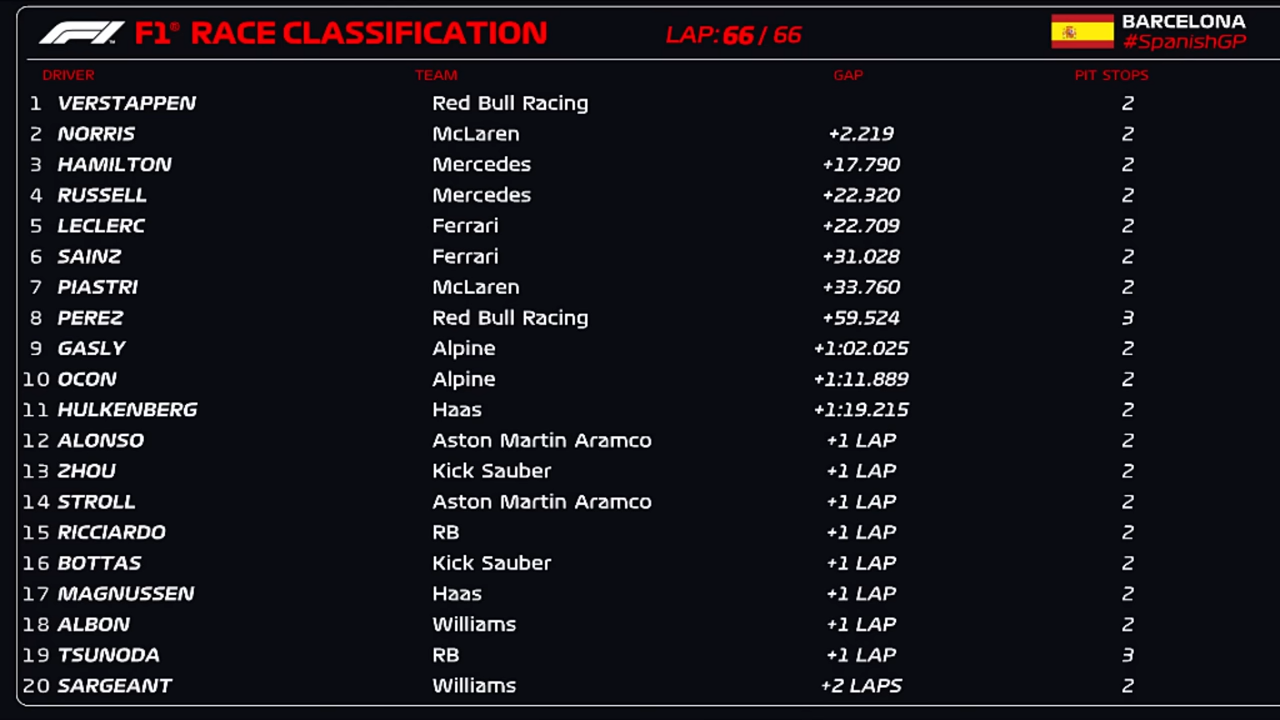 F1® RACE CLASSIFICATION LAP: 66 / 66 BARCELONA
#SpanishGP
DRIVER TEAM GAP PIT STOPS
1 VERSTAPPEN Red Bull Racing 2
2 NORRIS McLaren +2.219 2
3 HAMILTON Mercedes +17.790 2
4 RUSSELL Mercedes +22.320 2
5 LECLERC Ferrari +22.709 2
6 SAINZ Ferrari +31.028 2
7 PIASTRI McLaren +33.760 2
8 PEREZ Red Bull Racing +59.524 3
9 GASLY Alpine +1:02.025 2
10 OCON Alpine +1:11.889 2
11 HULKENBERG Haas +1:19.215 2
12 ALONSO Aston Martin Aramco +1 LAP 2
13 ZHOU Kick Sauber +1 LAP 2
14 STROLL Aston Martin Aramco +1 LAP 2
15 RICCIARDO RB +1 LAP 2
16 BOTTAS Kick Sauber +1 LAP 2
17 MAGNUSSEN Haas +1 LAP 2
18 ALBON Williams +1 LAP 2
19 TSUNODA RB +1 LAP 3
20 SARGEANT Williams +2 LAPS 2